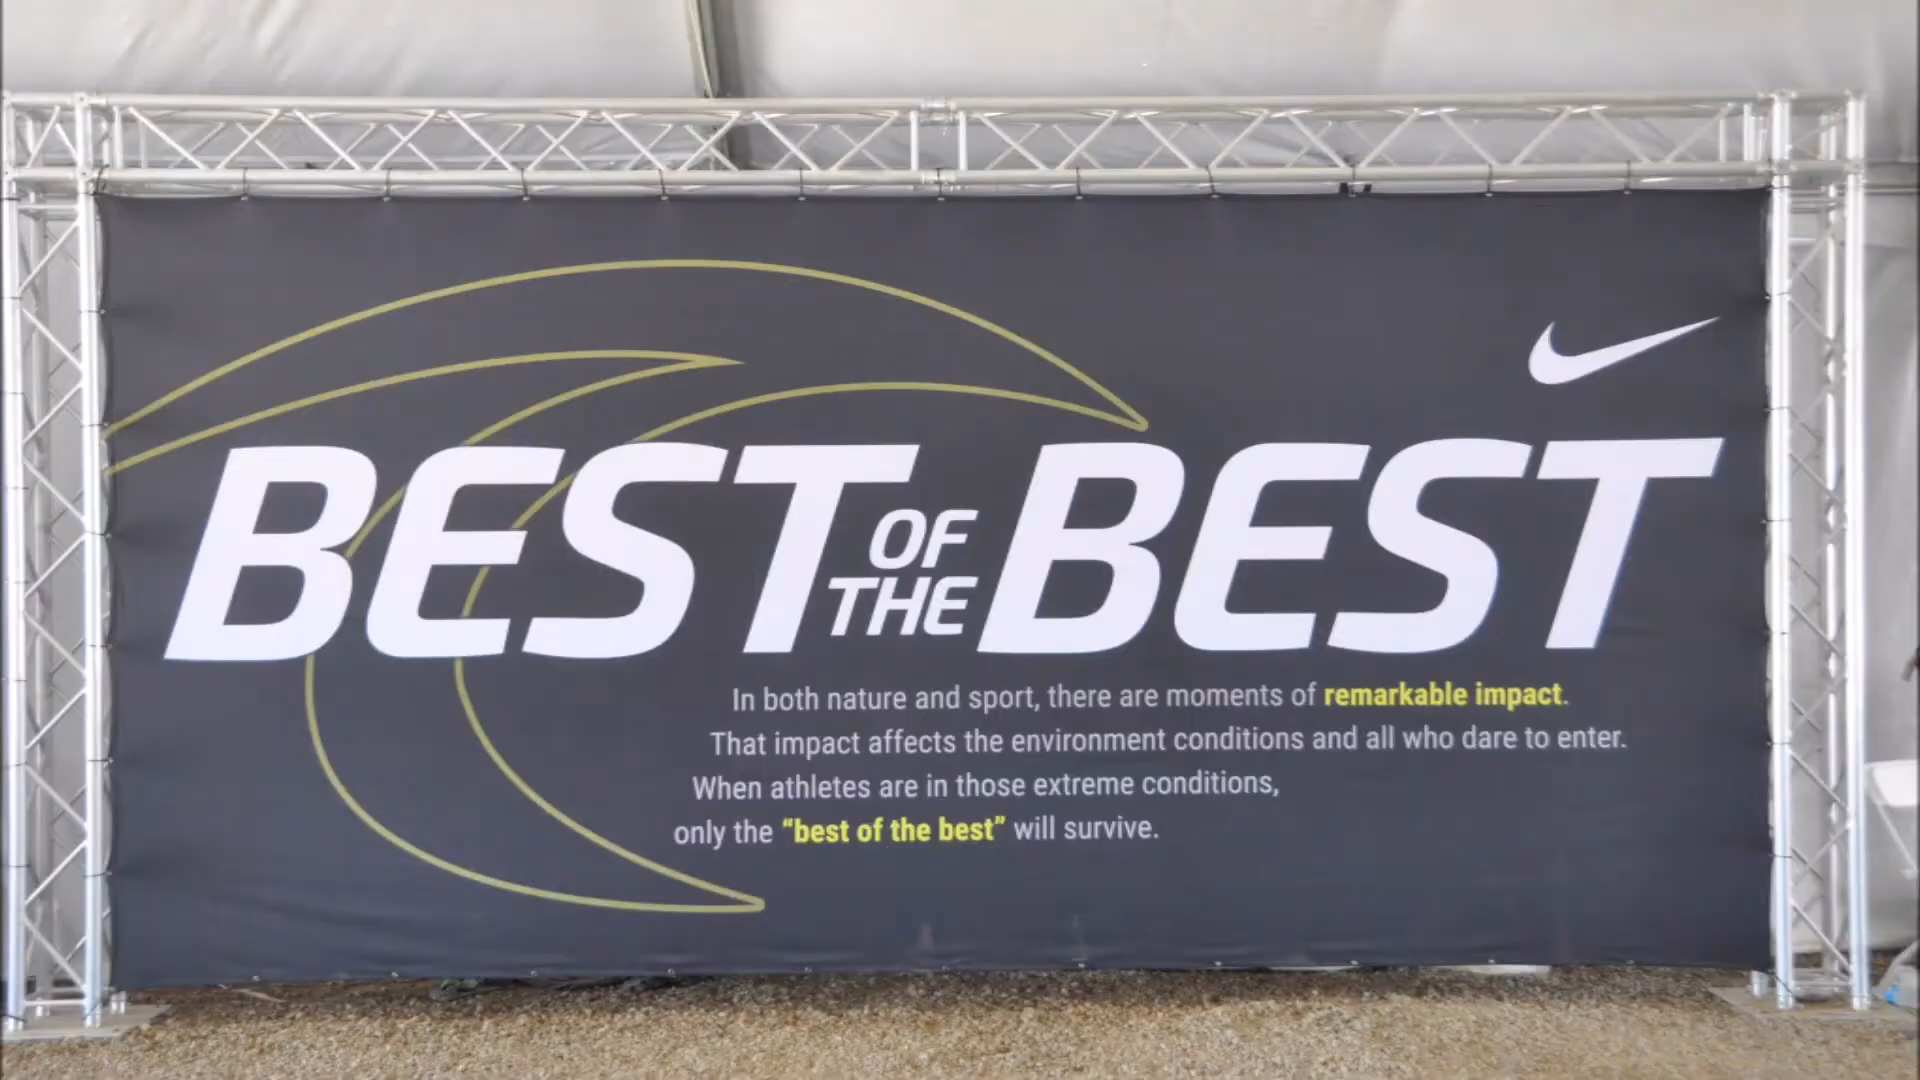 BEST OF THE BEST
In both nature and sport, there are moments of remarkable impact.
That impact affects the environment conditions and all who dare to enter.
When athletes are in those extreme conditions,
only the “best of the best” will survive.